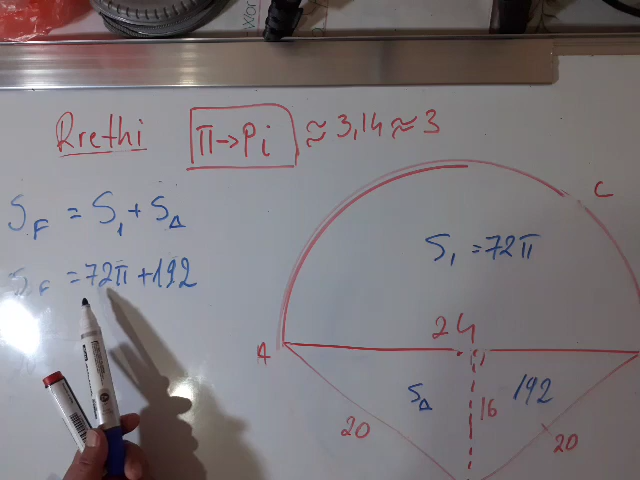 Rrethi π→Pi ≈ 3,14 ≈ 3
S_F = S_1 + S_Δ
S_F = 72π + 192
C
S_1 = 72π
24
A
S_Δ 192
16
20 20